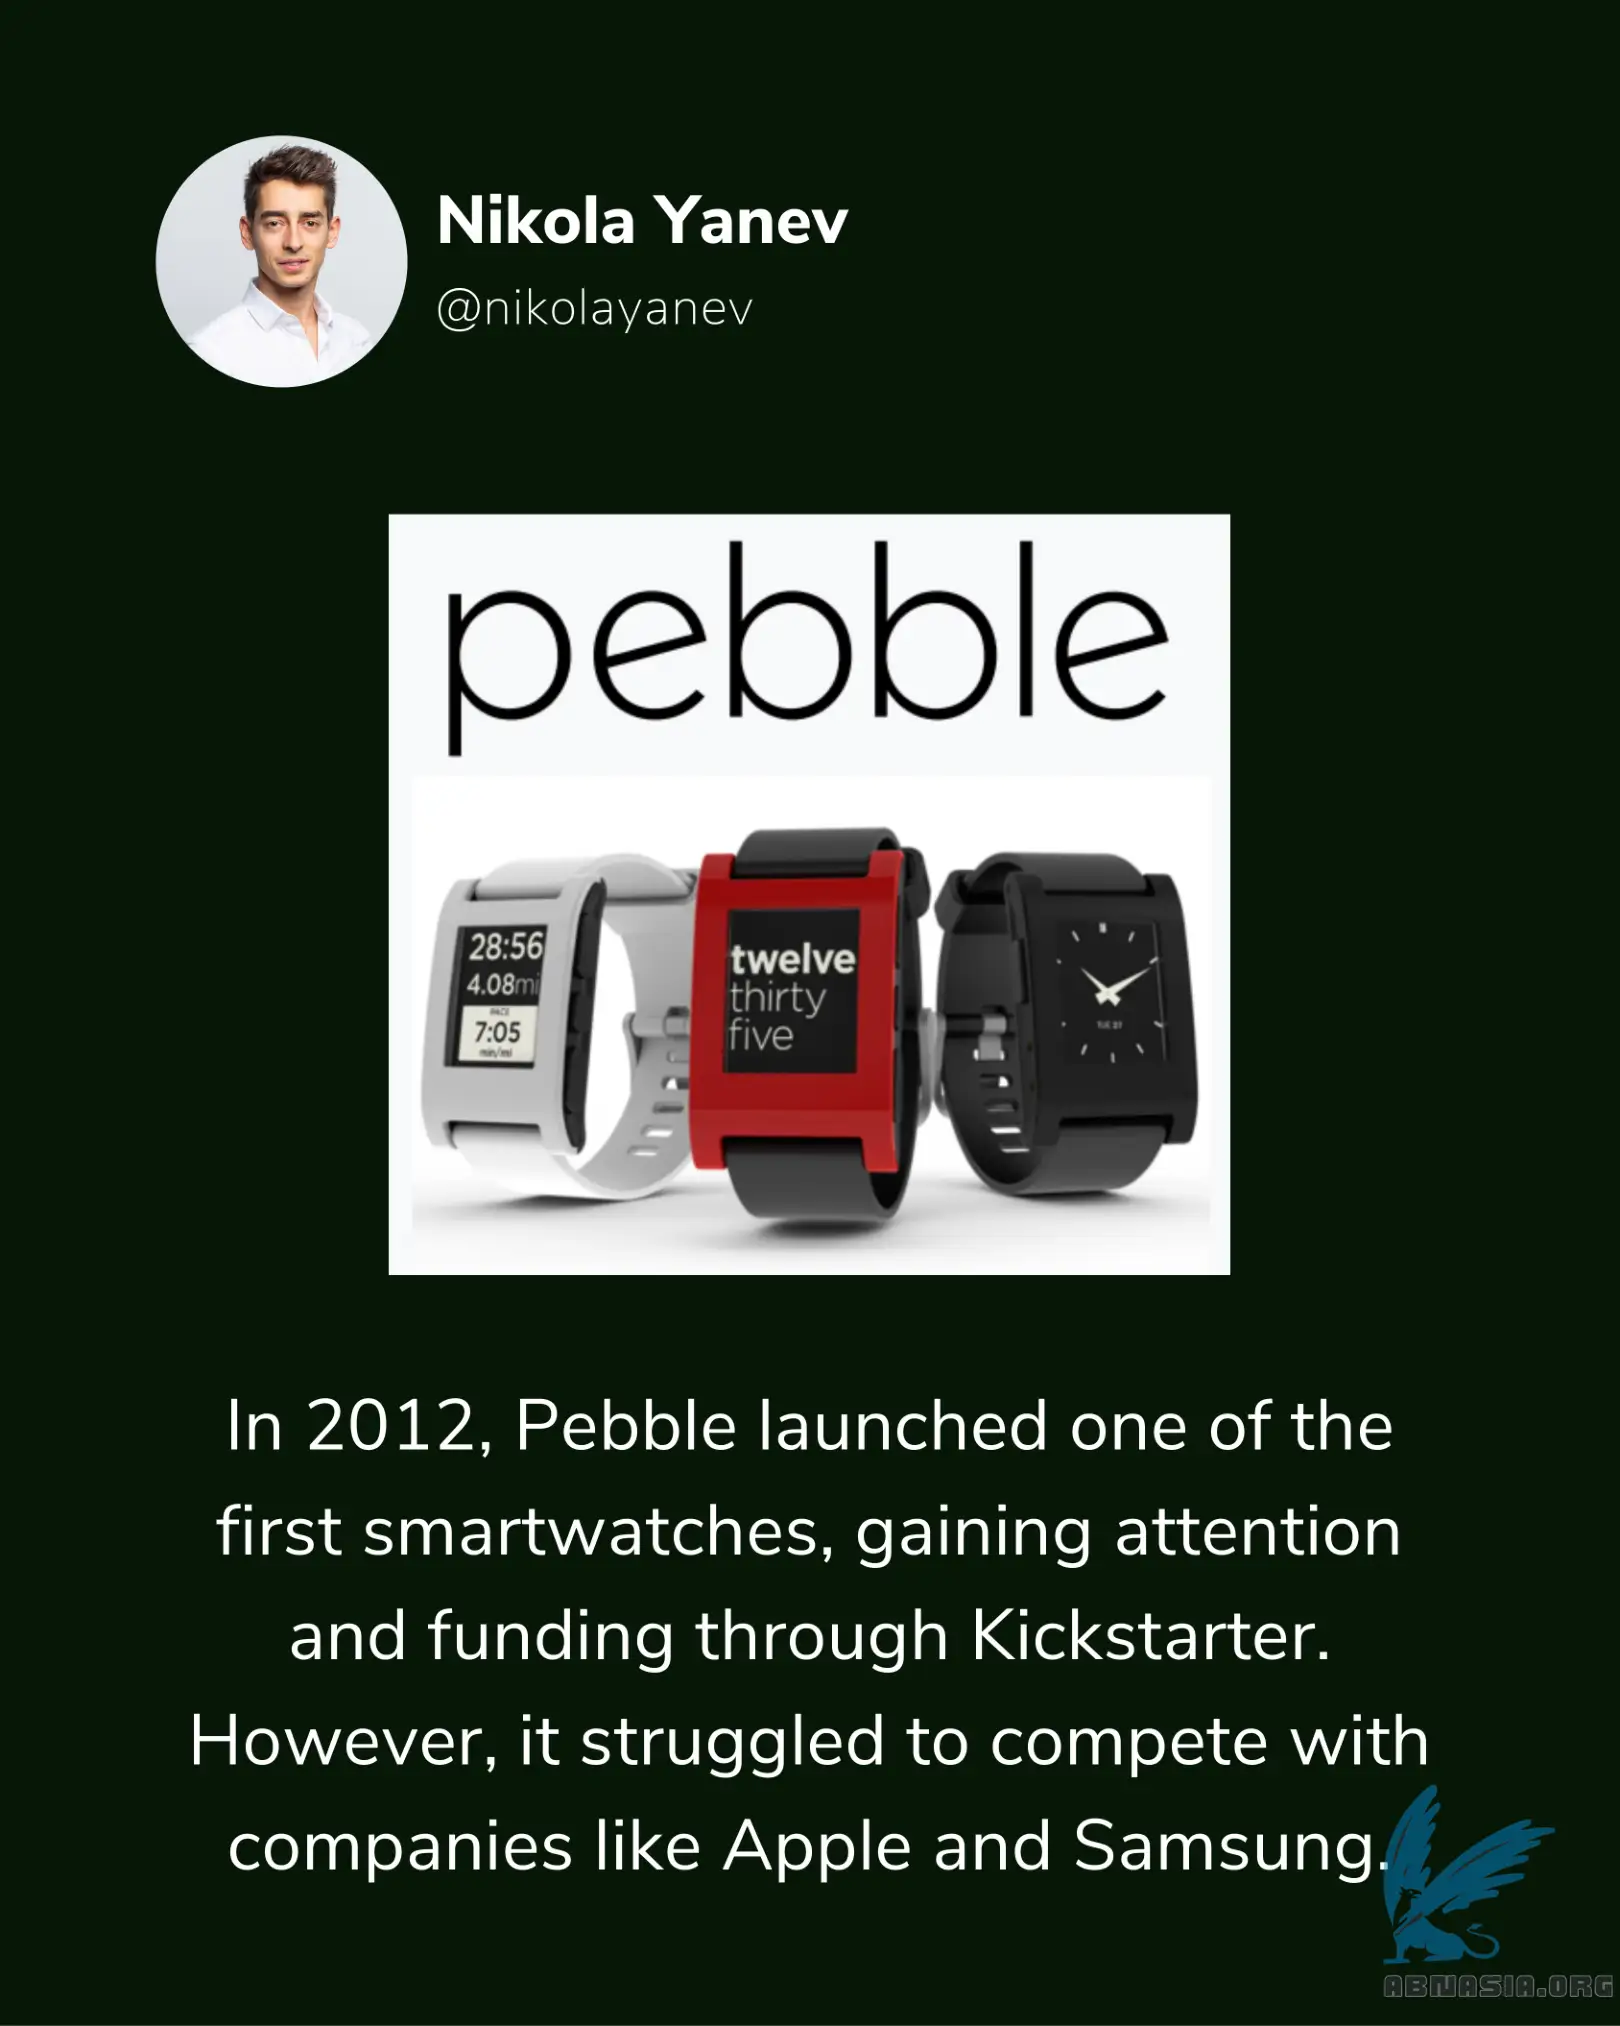 Nikola Yanev
@nikolayanev
pebble
28:56
4.08mi
PACE
7:05
min/mi
twelve
thirty
five
TUE 27
In 2012, Pebble launched one of the
first smartwatches, gaining attention
and funding through Kickstarter.
However, it struggled to compete with
companies like Apple and Samsung.
ABNASIA.ORG